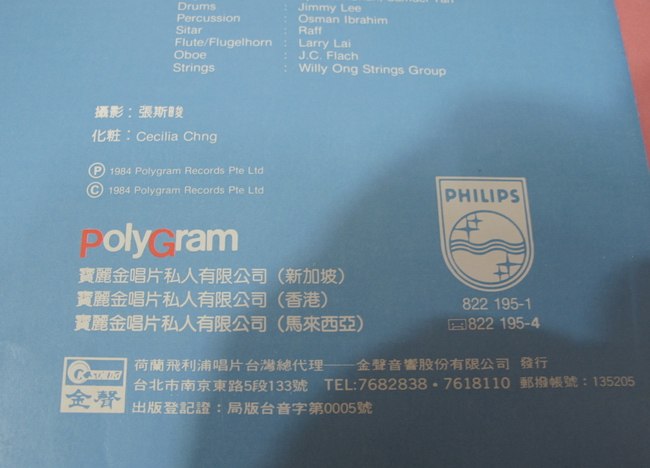 Drums : Jimmy Lee
Percussion : Osman Ibrahim
Sitar : Raff
Flute/Flugelhorn : Larry Lai
Oboe : J.C. Flach
Strings : Willy Ong Strings Group
攝影：張斯畯
化粧：Cecilia Chng
Ⓟ 1984 Polygram Records Pte Ltd
© 1984 Polygram Records Pte Ltd
PolyGram
寶麗金唱片私人有限公司（新加坡）
寶麗金唱片私人有限公司（香港）
寶麗金唱片私人有限公司（馬來西亞）
PHILIPS
822 195-1
822 195-4
金聲
荷蘭飛利浦唱片台灣總代理——金聲音響股份有限公司 發行
台北市南京東路5段133號 TEL:7682838・7618110 郵撥帳號：135205
出版登記證：局版台音字第0005號